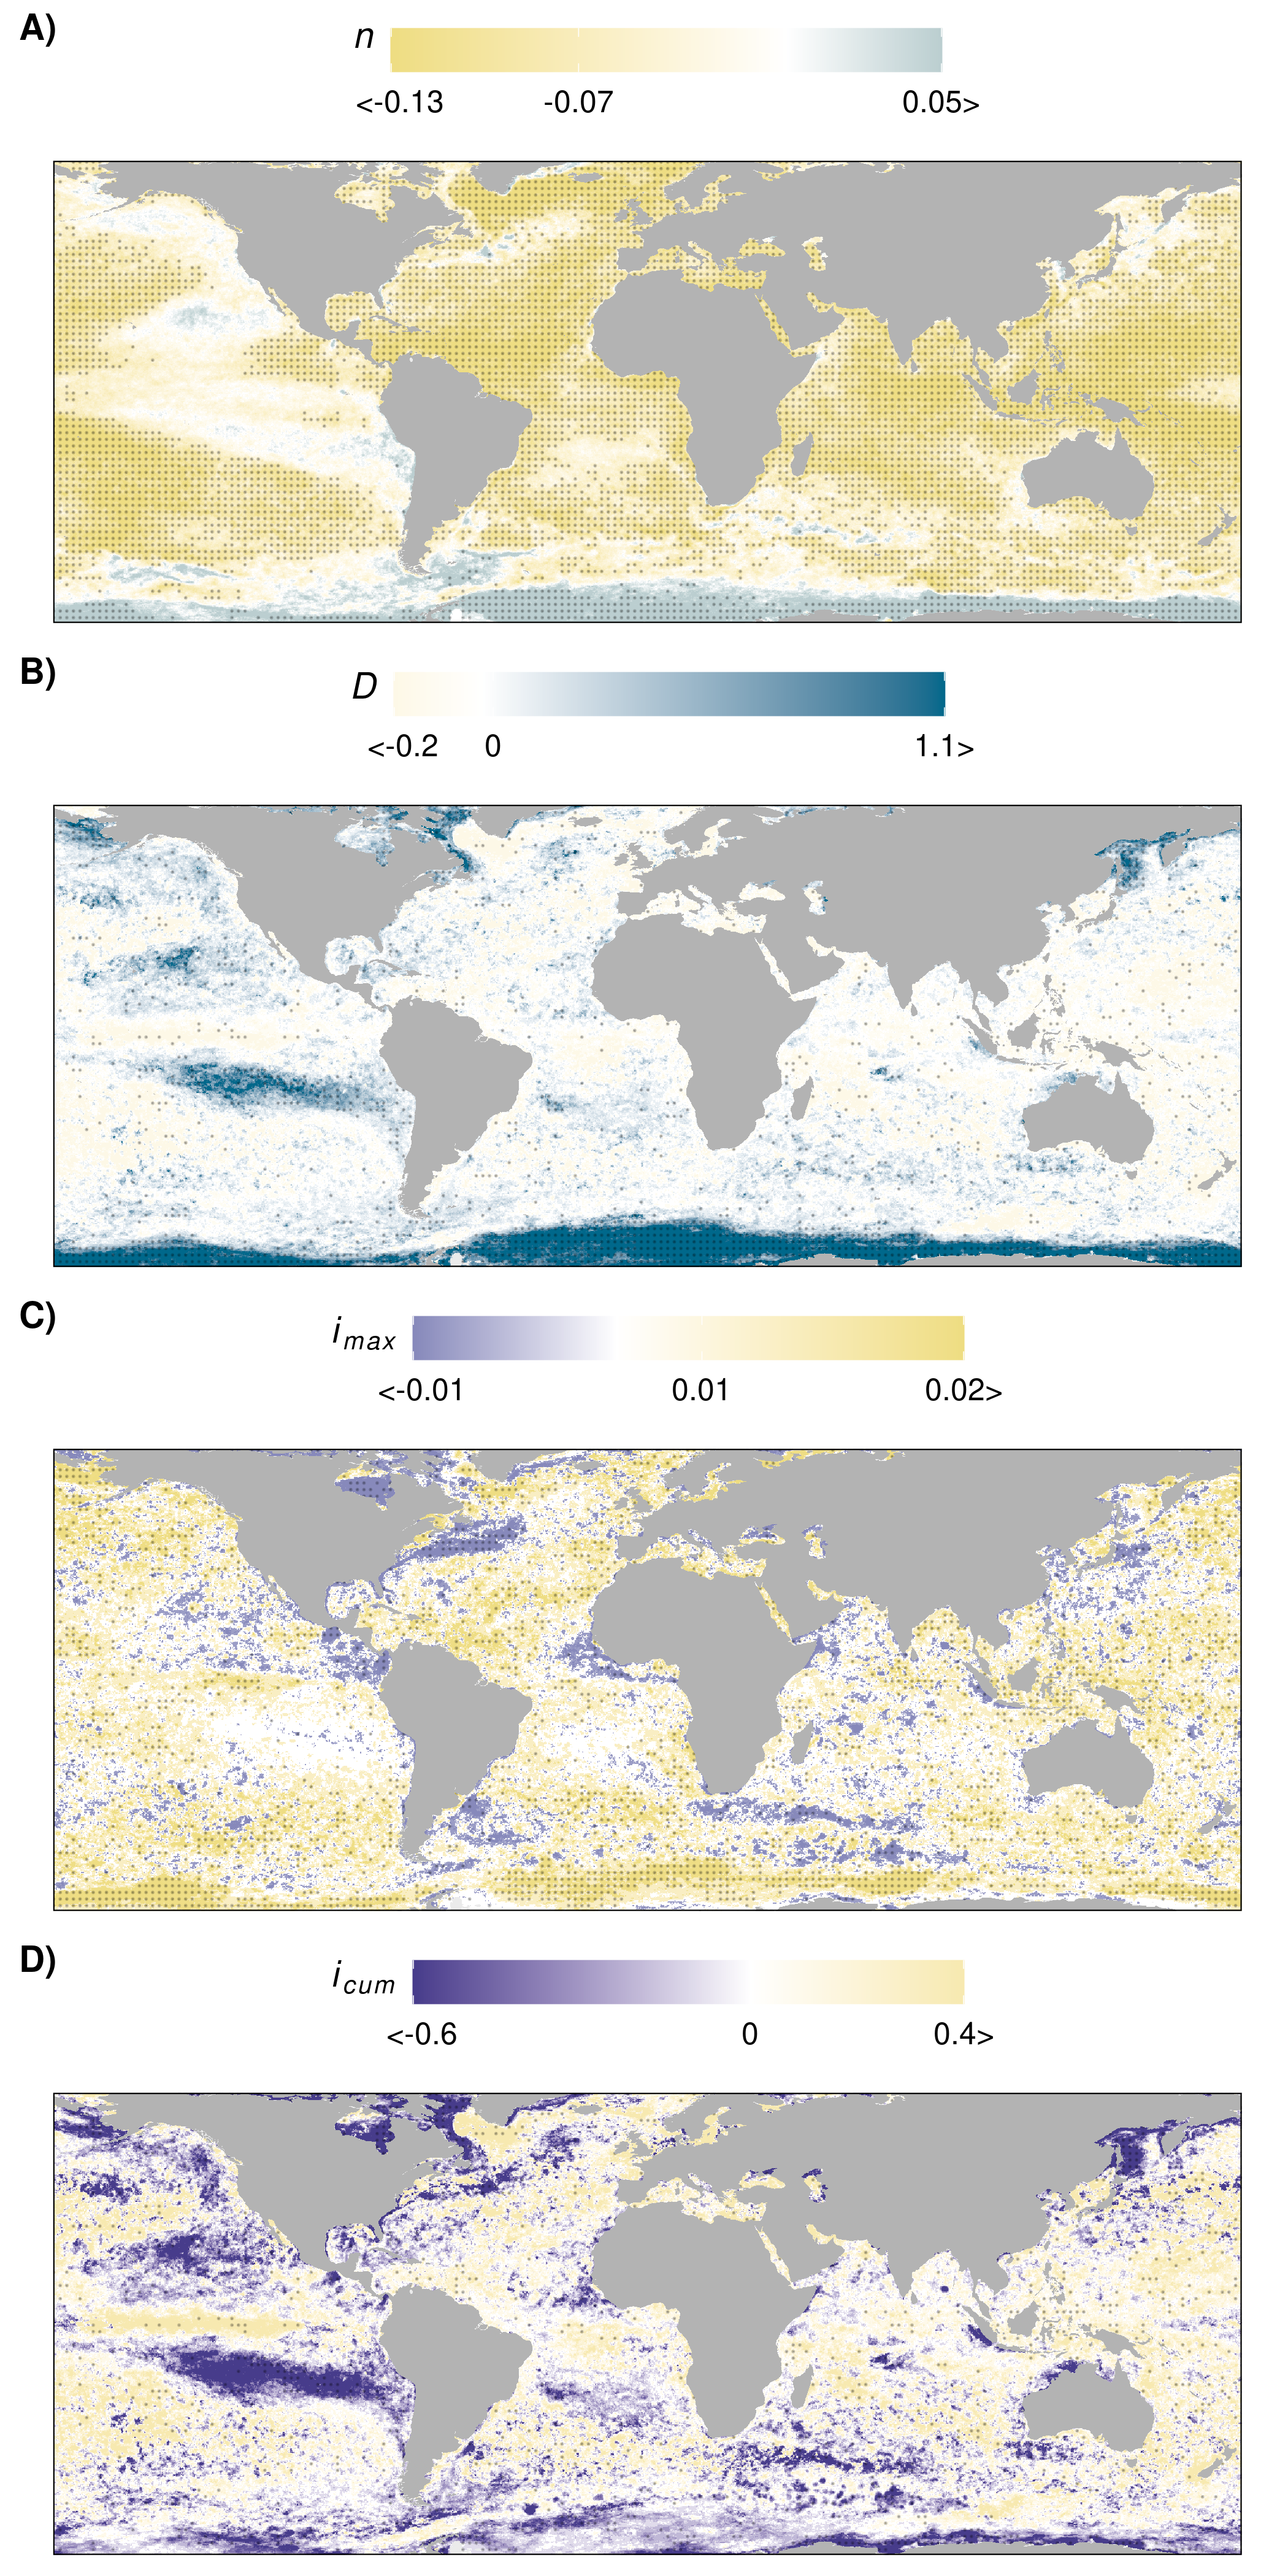 A)
n
<-0.13 -0.07 0.05>
B)
D
<-0.2 0 1.1>
C)
imax
<-0.01 0.01 0.02>
D)
icum
<-0.6 0 0.4>